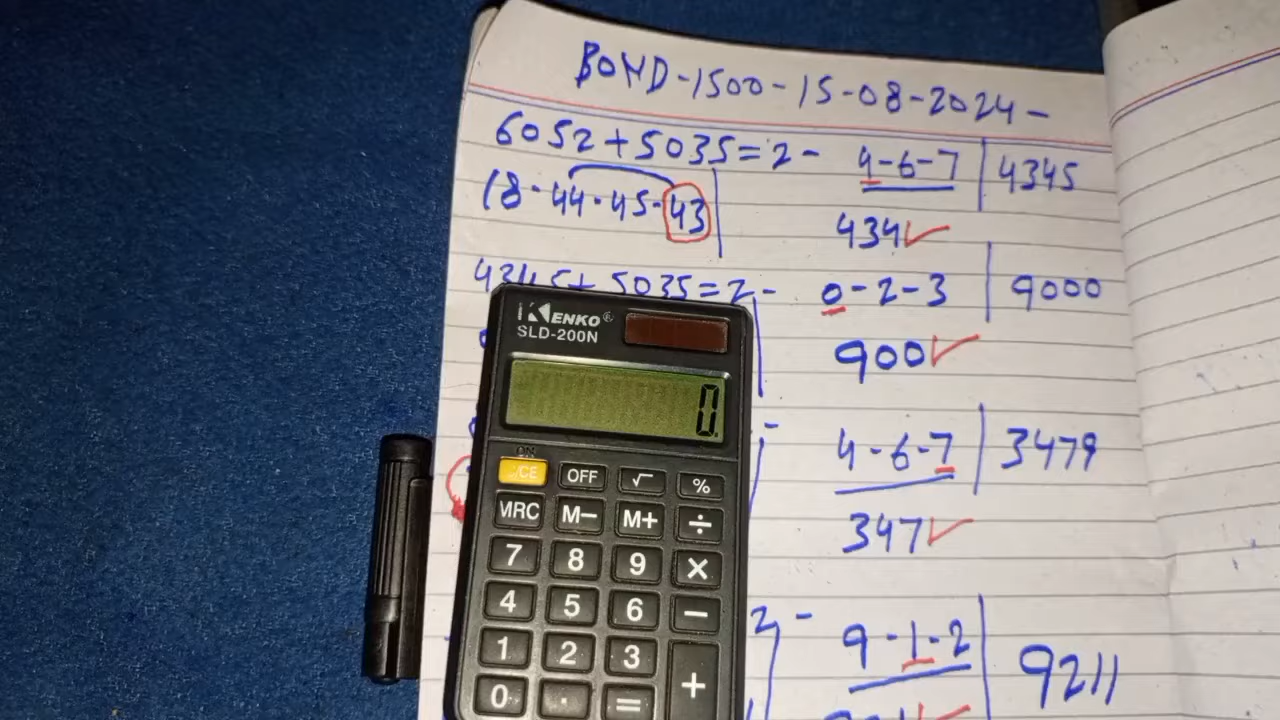 BOND-1500-15-08-2024-
6052+5035=2- 4-6-7 | 4345
18·44·45·43
434✓
4345+5035=2- 0-2-3 | 9000
900✓
4-6-7 | 3479
347✓
2,- 9-1-2 | 9211
KENKO®
SLD-200N
0.
ON
/CE OFF √ %
MRC M− M+ ÷
7 8 9 ×
4 5 6 −
1 2 3 +
0 . =